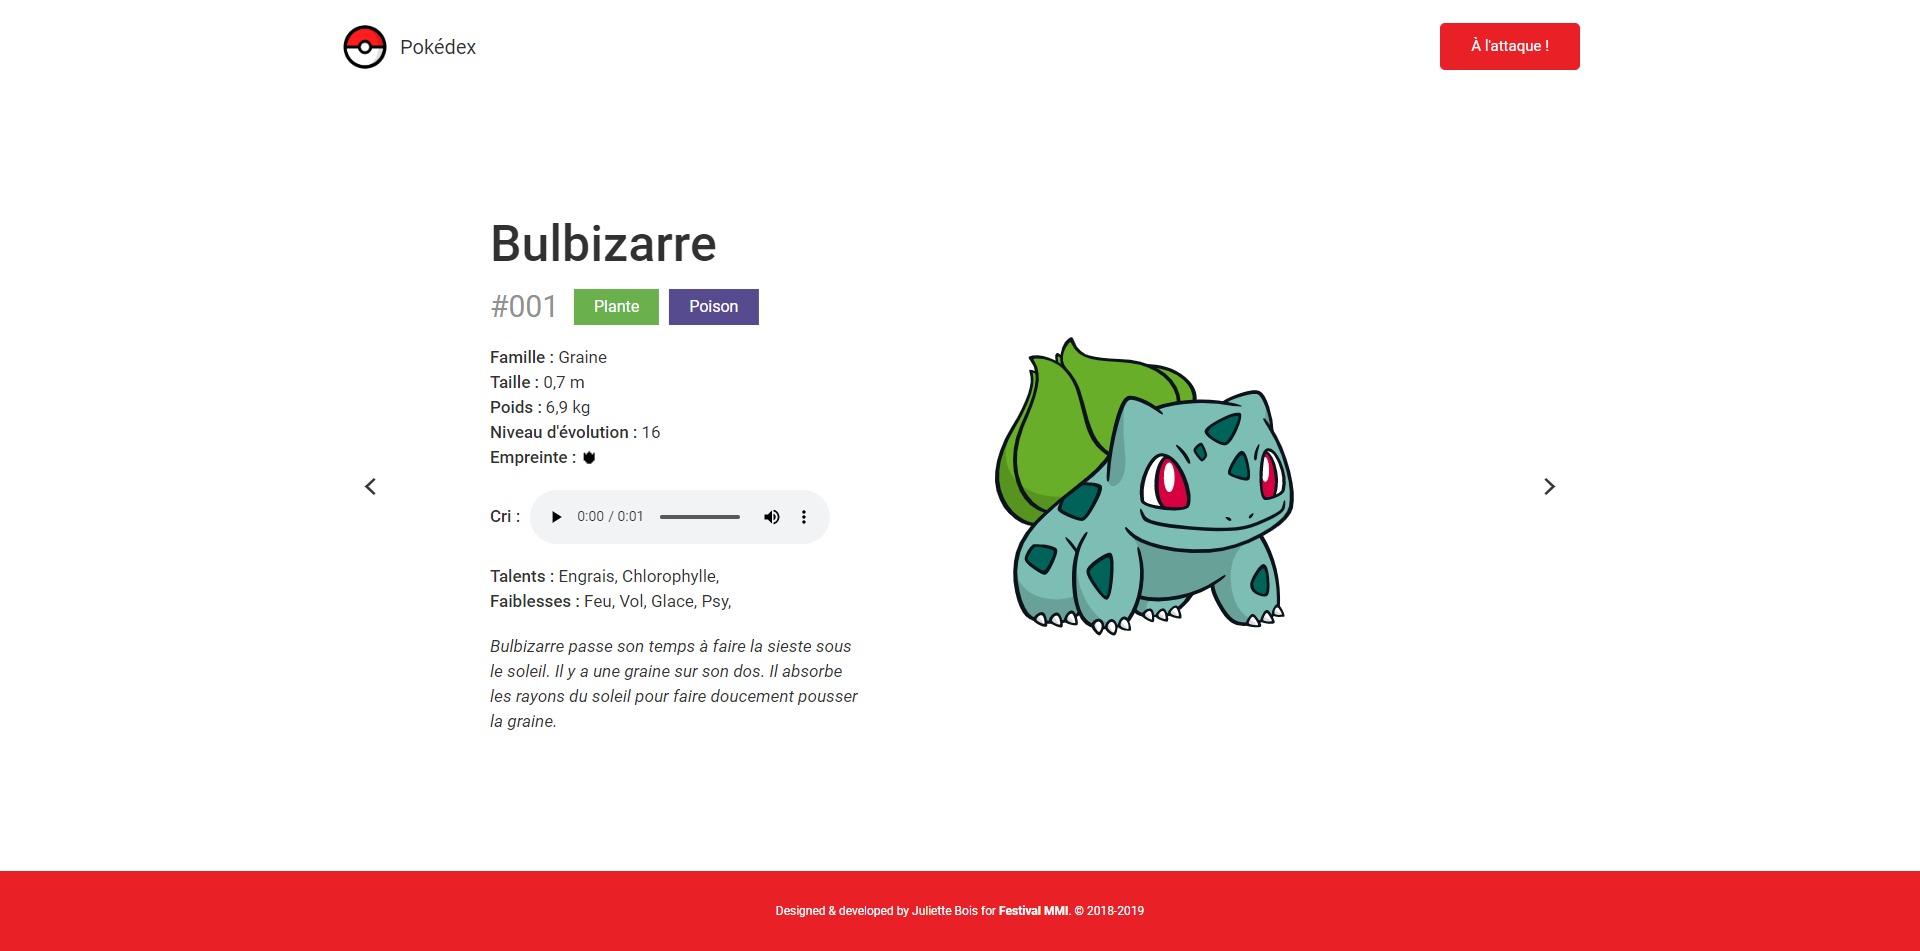 Pokédex
À l'attaque !
Bulbizarre
#001 Plante Poison
Famille : Graine
Taille : 0,7 m
Poids : 6,9 kg
Niveau d'évolution : 16
Empreinte :
Cri : 0:00 / 0:01
Talents : Engrais, Chlorophylle,
Faiblesses : Feu, Vol, Glace, Psy,
Bulbizarre passe son temps à faire la sieste sous
le soleil. Il y a une graine sur son dos. Il absorbe
les rayons du soleil pour faire doucement pousser
la graine.
Designed & developed by Juliette Bois for Festival MMI. © 2018-2019